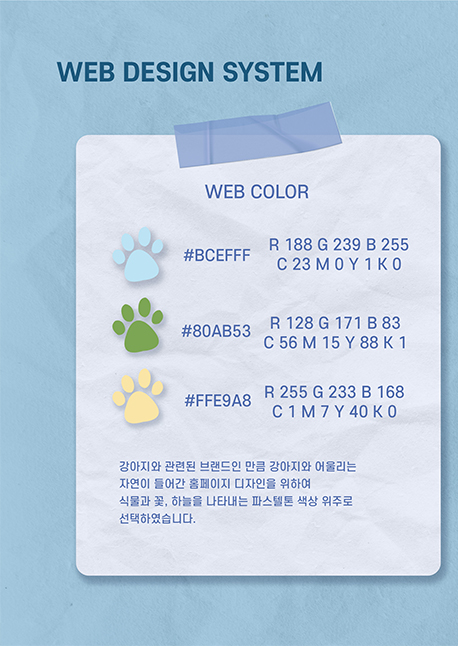 WEB DESIGN SYSTEM
WEB COLOR
#BCEFFF
R 188 G 239 B 255
C 23 M 0 Y 1 K 0
#80AB53
R 128 G 171 B 83
C 56 M 15 Y 88 K 1
#FFE9A8
R 255 G 233 B 168
C 1 M 7 Y 40 K 0
강아지와 관련된 브랜드인 만큼 강아지와 어울리는
자연이 들어간 홈페이지 디자인을 위하여
식물과 꽃, 하늘을 나타내는 파스텔톤 색상 위주로
선택하였습니다.